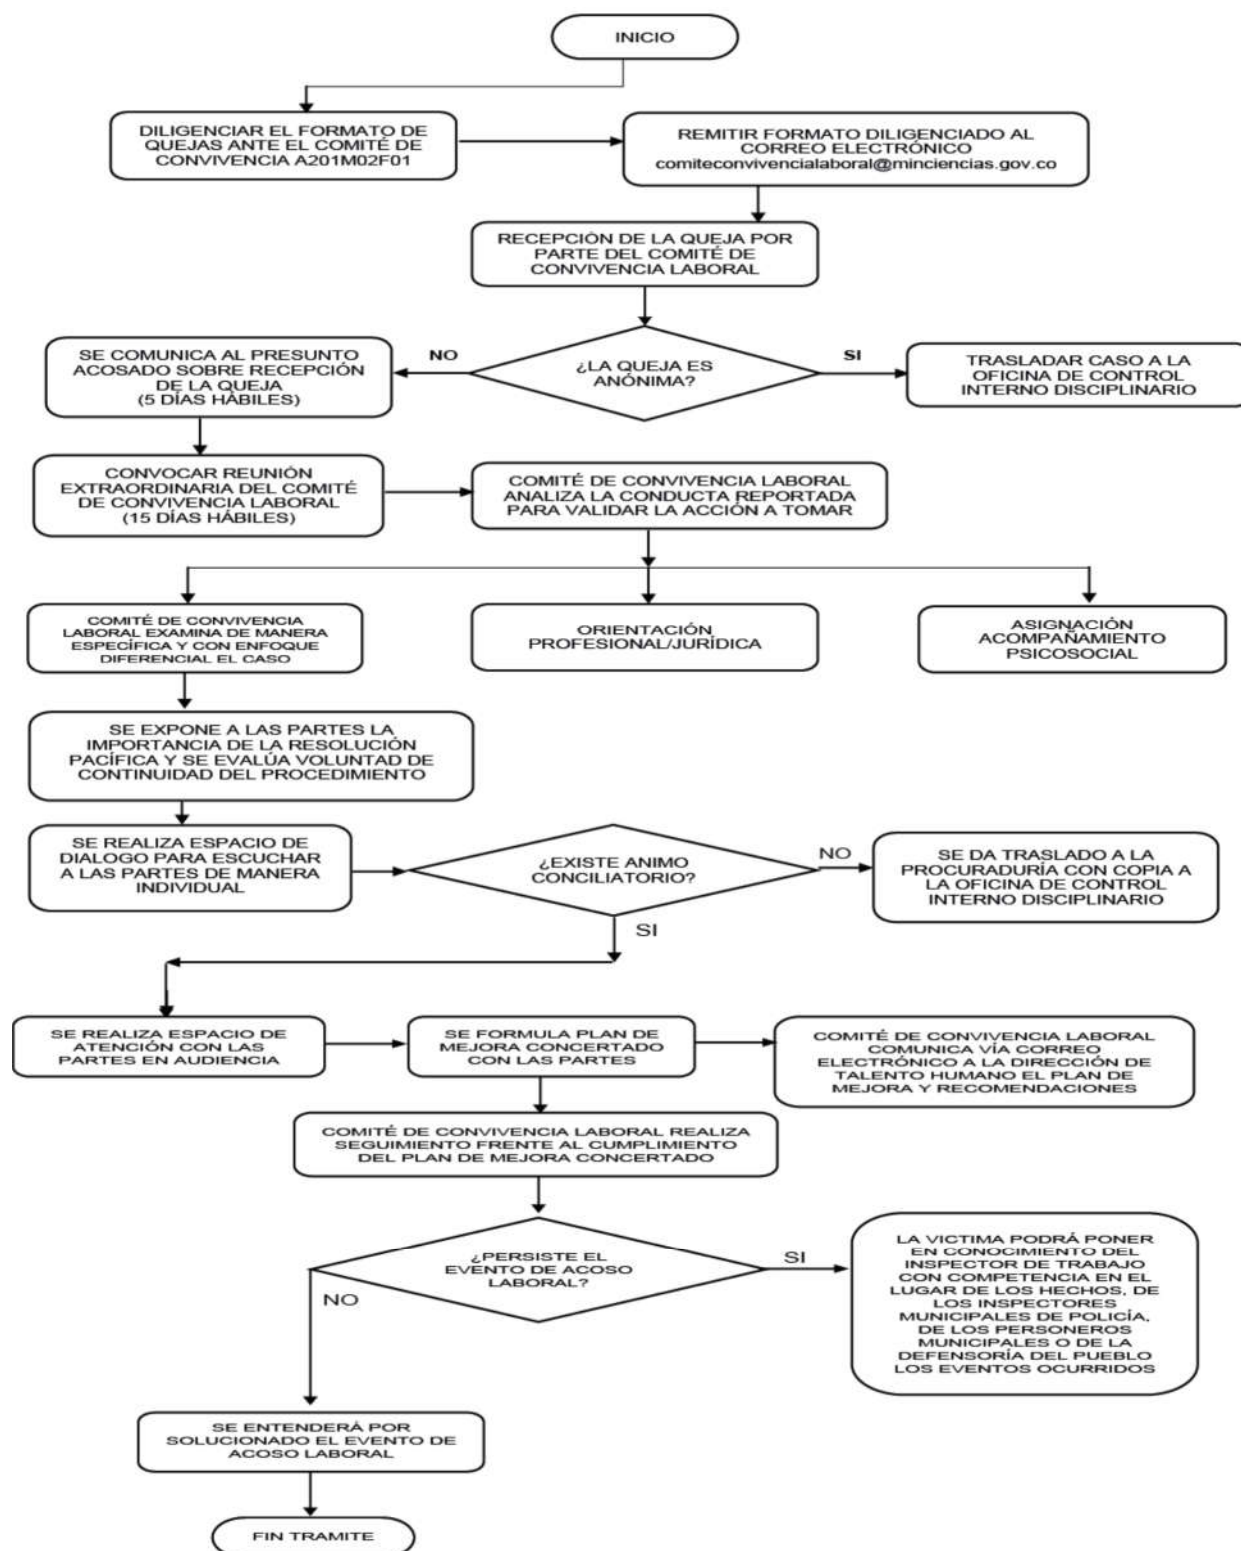 INICIO
DILIGENCIAR EL FORMATO DE
QUEJAS ANTE EL COMITÉ DE
CONVIVENCIA A201M02F01
REMITIR FORMATO DILIGENCIADO AL
CORREO ELECTRÓNICO
comiteconvivencialaboral@minciencias.gov.co
RECEPCIÓN DE LA QUEJA POR
PARTE DEL COMITÉ DE
CONVIVENCIA LABORAL
¿LA QUEJA ES
ANÓNIMA?
NO
SI
SE COMUNICA AL PRESUNTO
ACOSADO SOBRE RECEPCIÓN
DE LA QUEJA
(5 DÍAS HÁBILES)
TRASLADAR CASO A LA
OFICINA DE CONTROL
INTERNO DISCIPLINARIO
CONVOCAR REUNIÓN
EXTRAORDINARIA DEL COMITÉ
DE CONVIVENCIA LABORAL
(15 DÍAS HÁBILES)
COMITÉ DE CONVIVENCIA LABORAL
ANALIZA LA CONDUCTA REPORTADA
PARA VALIDAR LA ACCIÓN A TOMAR
COMITÉ DE CONVIVENCIA
LABORAL EXAMINA DE MANERA
ESPECÍFICA Y CON ENFOQUE
DIFERENCIAL EL CASO
ORIENTACIÓN
PROFESIONAL/JURÍDICA
ASIGNACIÓN
ACOMPAÑAMIENTO
PSICOSOCIAL
SE EXPONE A LAS PARTES LA
IMPORTANCIA DE LA RESOLUCIÓN
PACÍFICA Y SE EVALÚA VOLUNTAD DE
CONTINUIDAD DEL PROCEDIMIENTO
SE REALIZA ESPACIO DE
DIALOGO PARA ESCUCHAR
A LAS PARTES DE MANERA
INDIVIDUAL
¿EXISTE ANIMO
CONCILIATORIO?
NO
SI
SE DA TRASLADO A LA
PROCURADURÍA CON COPIA A
LA OFICINA DE CONTROL
INTERNO DISCIPLINARIO
SE REALIZA ESPACIO DE
ATENCIÓN CON LAS
PARTES EN AUDIENCIA
SE FORMULA PLAN DE
MEJORA CONCERTADO
CON LAS PARTES
COMITÉ DE CONVIVENCIA LABORAL
COMUNICA VÍA CORREO
ELECTRÓNICO A LA DIRECCIÓN DE
TALENTO HUMANO EL PLAN DE
MEJORA Y RECOMENDACIONES
COMITÉ DE CONVIVENCIA LABORAL REALIZA
SEGUIMIENTO FRENTE AL CUMPLIMIENTO
DEL PLAN DE MEJORA CONCERTADO
¿PERSISTE EL
EVENTO DE ACOSO
LABORAL?
SI
NO
LA VICTIMA PODRÁ PONER
EN CONOCIMIENTO DEL
INSPECTOR DE TRABAJO
CON COMPETENCIA EN EL
LUGAR DE LOS HECHOS, DE
LOS INSPECTORES
MUNICIPALES DE POLICÍA,
DE LOS PERSONEROS
MUNICIPALES O DE LA
DEFENSORÍA DEL PUEBLO
LOS EVENTOS OCURRIDOS
SE ENTENDERÁ POR
SOLUCIONADO EL EVENTO DE
ACOSO LABORAL
FIN TRAMITE